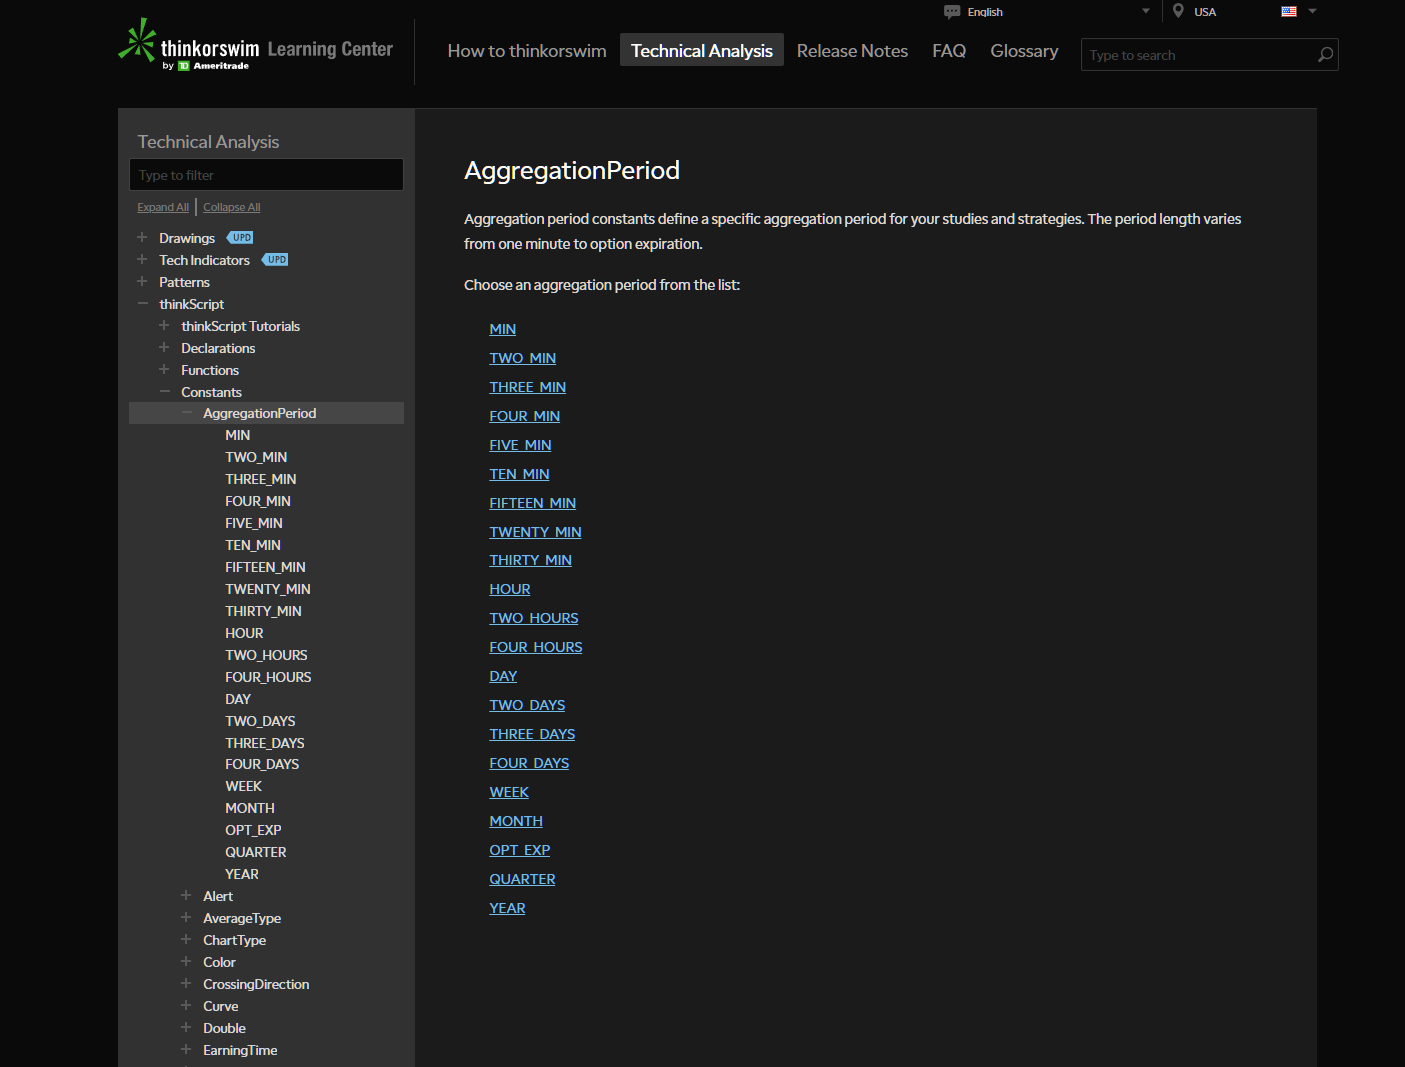 English
USA
thinkorswim Learning Center
by TD Ameritrade
How to thinkorswim
Technical Analysis
Release Notes
FAQ
Glossary
Type to search
Technical Analysis
Type to filter
Expand All
Collapse All
Drawings UPD
Tech Indicators UPD
Patterns
thinkScript
thinkScript Tutorials
Declarations
Functions
Constants
AggregationPeriod
MIN
TWO_MIN
THREE_MIN
FOUR_MIN
FIVE_MIN
TEN_MIN
FIFTEEN_MIN
TWENTY_MIN
THIRTY_MIN
HOUR
TWO_HOURS
FOUR_HOURS
DAY
TWO_DAYS
THREE_DAYS
FOUR_DAYS
WEEK
MONTH
OPT_EXP
QUARTER
YEAR
Alert
AverageType
ChartType
Color
CrossingDirection
Curve
Double
EarningTime
AggregationPeriod
Aggregation period constants define a specific aggregation period for your studies and strategies. The period length varies
from one minute to option expiration.
Choose an aggregation period from the list:
MIN
TWO_MIN
THREE_MIN
FOUR_MIN
FIVE_MIN
TEN_MIN
FIFTEEN_MIN
TWENTY_MIN
THIRTY_MIN
HOUR
TWO_HOURS
FOUR_HOURS
DAY
TWO_DAYS
THREE_DAYS
FOUR_DAYS
WEEK
MONTH
OPT_EXP
QUARTER
YEAR